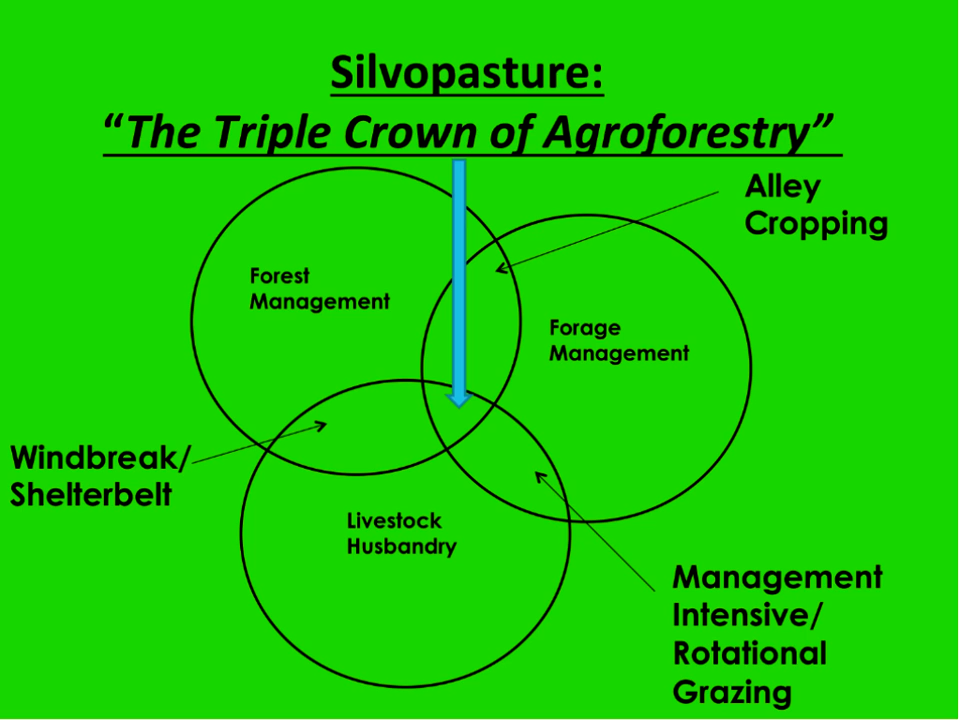 Silvopasture:
“The Triple Crown of Agroforestry”
Alley
Cropping
Forest
Management
Forage
Management
Windbreak/
Shelterbelt
Livestock
Husbandry
Management
Intensive/
Rotational
Grazing